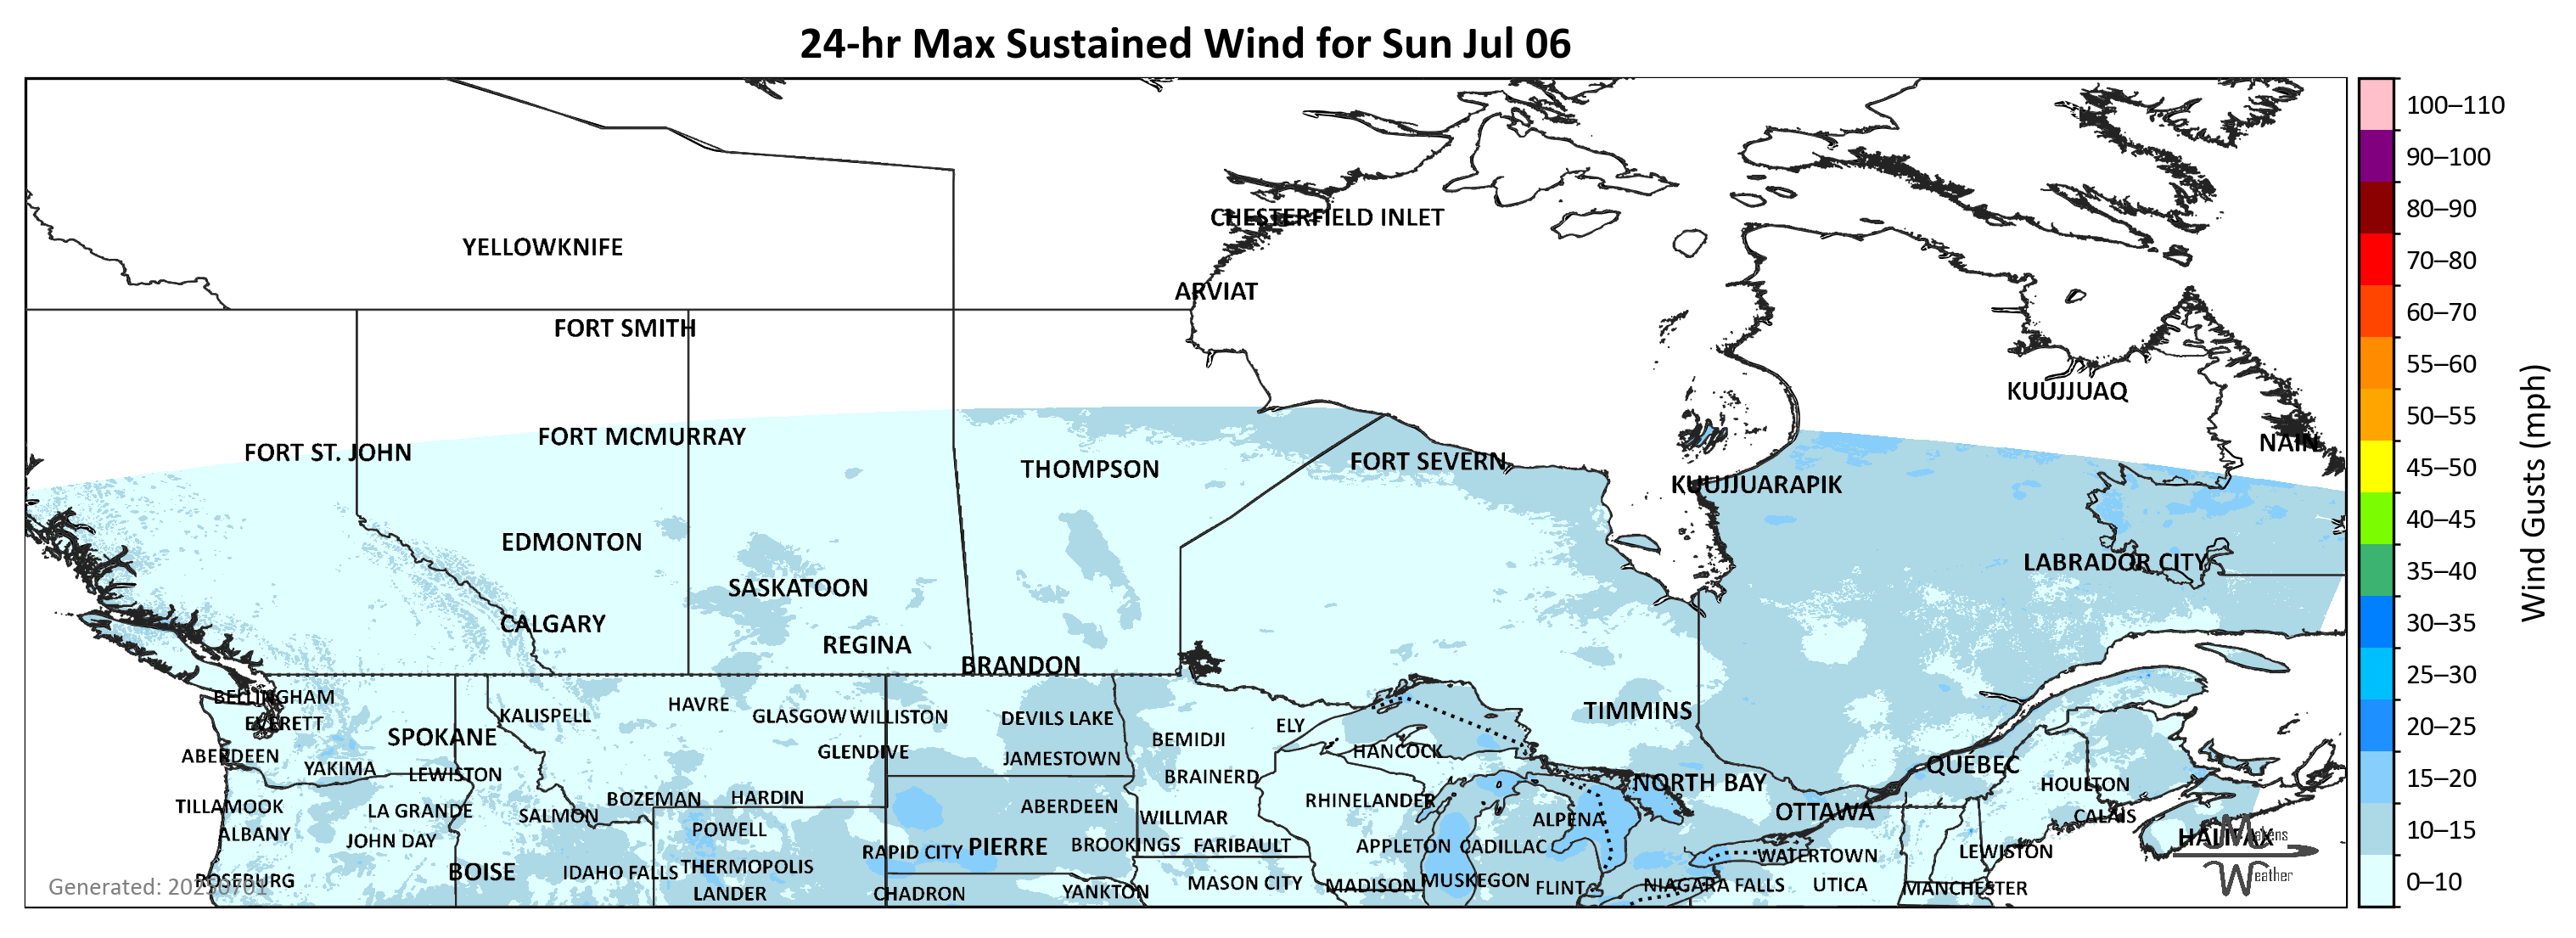 24-hr Max Sustained Wind for Sun Jul 06
100–110
90–100
80–90
70–80
60–70
55–60
50–55
45–50
40–45
35–40
30–35
25–30
20–25
15–20
10–15
0–10
Wind Gusts (mph)
CHESTERFIELD INLET
YELLOWKNIFE
ARVIAT
FORT SMITH
KUUJJUAQ
FORT MCMURRAY
NAIN
FORT ST. JOHN
FORT SEVERN
THOMPSON
KUUJJUARAPIK
EDMONTON
LABRADOR CITY
SASKATOON
CALGARY
REGINA
BRANDON
BELLINGHAM
HAVRE
TIMMINS
KALISPELL
GLASGOW
WILLISTON
DEVILS LAKE
EVERETT
ELY
SPOKANE
BEMIDJI
HANCOCK
GLENDIVE
ABERDEEN
JAMESTOWN
QUÉBEC
YAKIMA
LEWISTON
BRAINERD
NORTH BAY
HOULTON
BOZEMAN
HARDIN
RHINELANDER
TILLAMOOK
LA GRANDE
ABERDEEN
SALMON
WILLMAR
OTTAWA
CALAIS
ALPENA
ALBANY
POWELL
HALIFAX
Makens
Weather
JOHN DAY
RAPID CITY
PIERRE
BROOKINGS
FARIBAULT
APPLETON
CADILLAC
WATERTOWN
LEWISTON
BOISE
IDAHO FALLS
THERMOPOLIS
ROSEBURG
MASON CITY
MADISON
MUSKEGON
FLINT
NIAGARA FALLS
UTICA
MANCHESTER
LANDER
CHADRON
YANKTON
Generated: 20250701